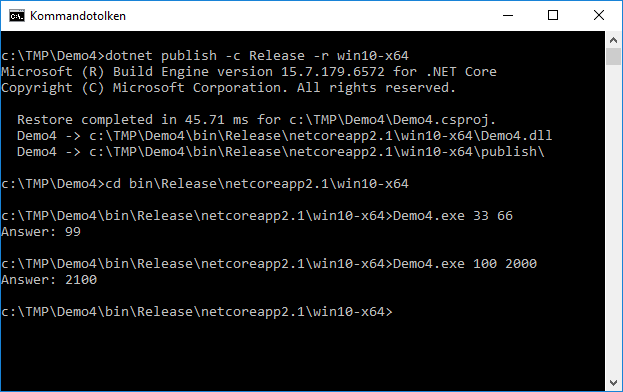 Kommandotolken
c:\TMP\Demo4>dotnet publish -c Release -r win10-x64
Microsoft (R) Build Engine version 15.7.179.6572 for .NET Core
Copyright (C) Microsoft Corporation. All rights reserved.
  Restore completed in 45.71 ms for c:\TMP\Demo4\Demo4.csproj.
  Demo4 -> c:\TMP\Demo4\bin\Release\netcoreapp2.1\win10-x64\Demo4.dll
  Demo4 -> c:\TMP\Demo4\bin\Release\netcoreapp2.1\win10-x64\publish\
c:\TMP\Demo4>cd bin\Release\netcoreapp2.1\win10-x64
c:\TMP\Demo4\bin\Release\netcoreapp2.1\win10-x64>Demo4.exe 33 66
Answer: 99
c:\TMP\Demo4\bin\Release\netcoreapp2.1\win10-x64>Demo4.exe 100 2000
Answer: 2100
c:\TMP\Demo4\bin\Release\netcoreapp2.1\win10-x64>